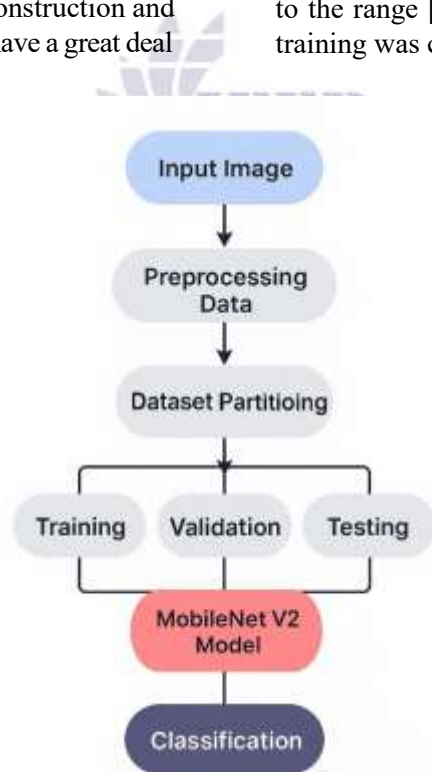 onstruction and
ave a great deal
to the range [
training was c
Input Image
Preprocessing
Data
Dataset Partitioing
Training
Validation
Testing
MobileNet V2
Model
Classification